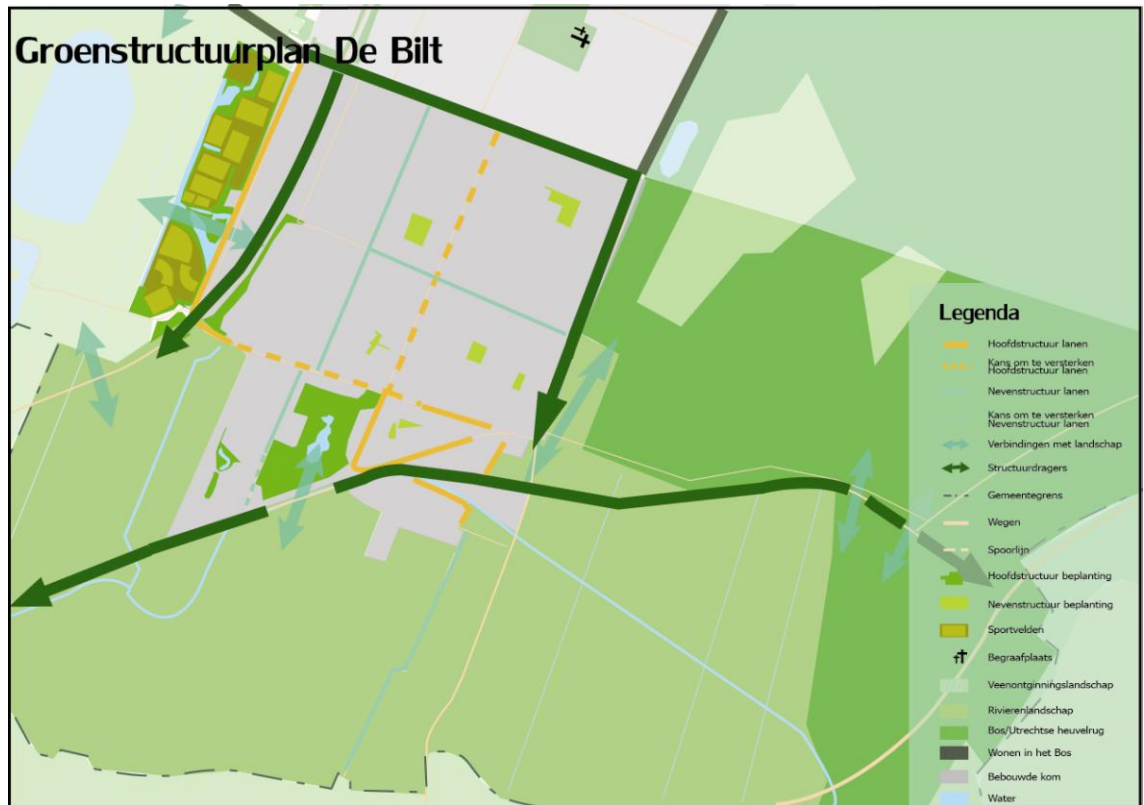 Groenstructuurplan De Bilt
Legenda
Hoofdstructuur lanen
Kans om te versterken
Hoofdstructuur lanen
Nevenstructuur lanen
Kans om te versterken
Nevenstructuur lanen
Verbindingen met landschap
Structuurdragers
Gemeentegrens
Wegen
Spoorlijn
Hoofdstructuur beplanting
Nevenstructuur beplanting
Sportvelden
Begraafplaats
Veenontginningslandschap
Rivierenlandschap
Bos/Utrechtse heuvelrug
Wonen in het Bos
Bebouwde kom
Water